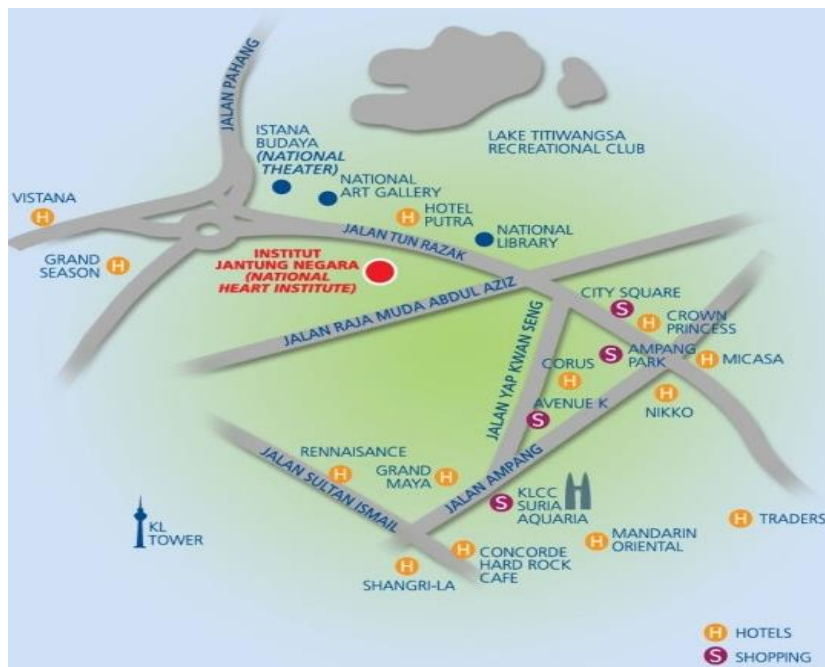 JALAN PAHANG
ISTANA
BUDAYA
(NATIONAL
THEATER)
NATIONAL
ART GALLERY
LAKE TITIWANGSA
RECREATIONAL CLUB
VISTANA
H
H
HOTEL
PUTRA
NATIONAL
LIBRARY
JALAN TUN RAZAK
GRAND
SEASON
H
INSTITUT
JANTUNG NEGARA
(NATIONAL
HEART INSTITUTE)
JALAN RAJA MUDA ABDUL AZIZ
CITY SQUARE
S
H
CROWN
PRINCESS
JALAN YAP KWAN SENG
CORUS
H
S
AMPANG
PARK
H
MICASA
AVENUE K
S
H
NIKKO
JALAN SULTAN ISMAIL
RENNAISANCE
H
GRAND
MAYA
H
JALAN AMPANG
S
KLCC
SURIA
AQUARIA
KL
TOWER
H
SHANGRI-LA
H
CONCORDE
HARD ROCK
CAFE
H
MANDARIN
ORIENTAL
H
TRADERS
H HOTELS
S SHOPPING